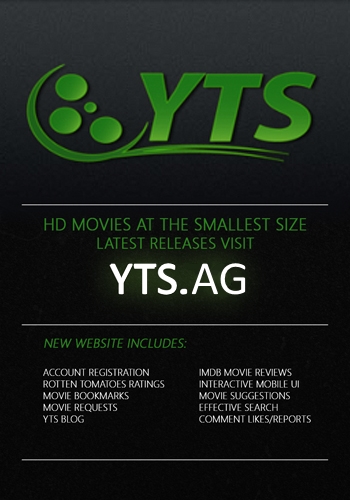 YTS
HD MOVIES AT THE SMALLEST SIZE
LATEST RELEASES VISIT
YTS.AG
NEW WEBSITE INCLUDES:
ACCOUNT REGISTRATION
ROTTEN TOMATOES RATINGS
MOVIE BOOKMARKS
MOVIE REQUESTS
YTS BLOG
IMDB MOVIE REVIEWS
INTERACTIVE MOBILE UI
MOVIE SUGGESTIONS
EFFECTIVE SEARCH
COMMENT LIKES/REPORTS